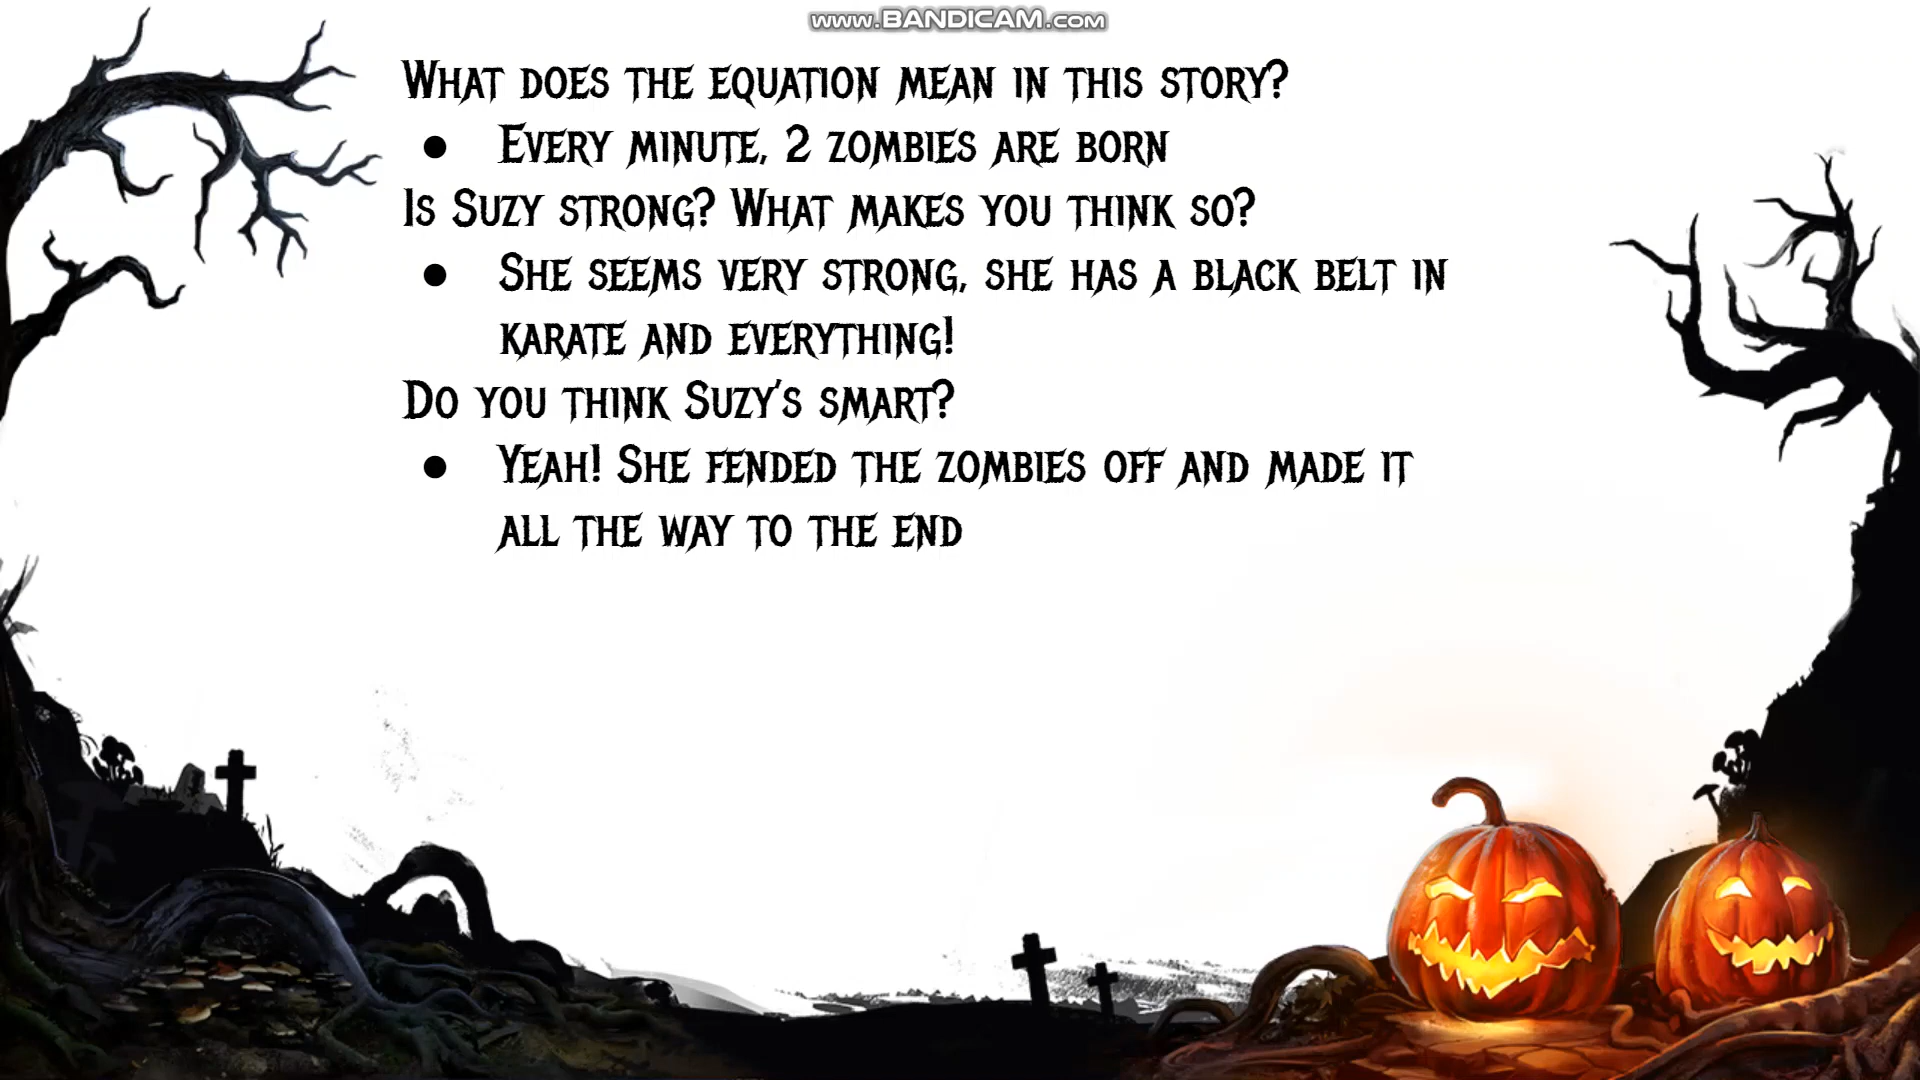 www.BANDICAM.com
What does the equation mean in this story?
● Every minute, 2 zombies are born
Is Suzy strong? What makes you think so?
● She seems very strong, she has a black belt in
karate and everything!
Do you think Suzy's smart?
● Yeah! She fended the zombies off and made it
all the way to the end